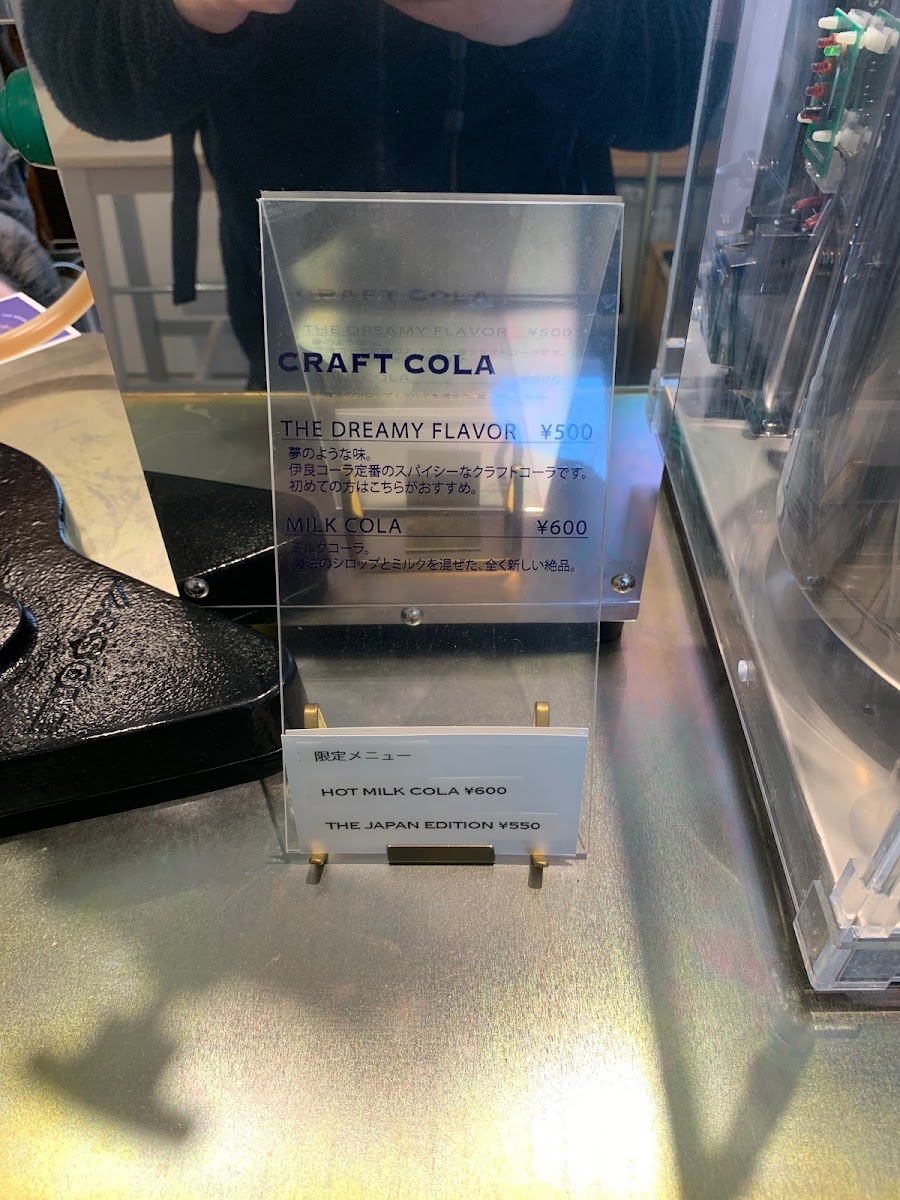 CRAFT COLA
THE DREAMY FLAVOR ¥500
夢のような味。
伊良コーラ定番のスパイシーなクラフトコーラです。
初めての方はこちらがおすすめ。
MILK COLA ¥600
ミルクコーラ。
魔法のシロップとミルクを混ぜた、全く新しい絶品。
限定メニュー
HOT MILK COLA ¥600
THE JAPAN EDITION ¥550